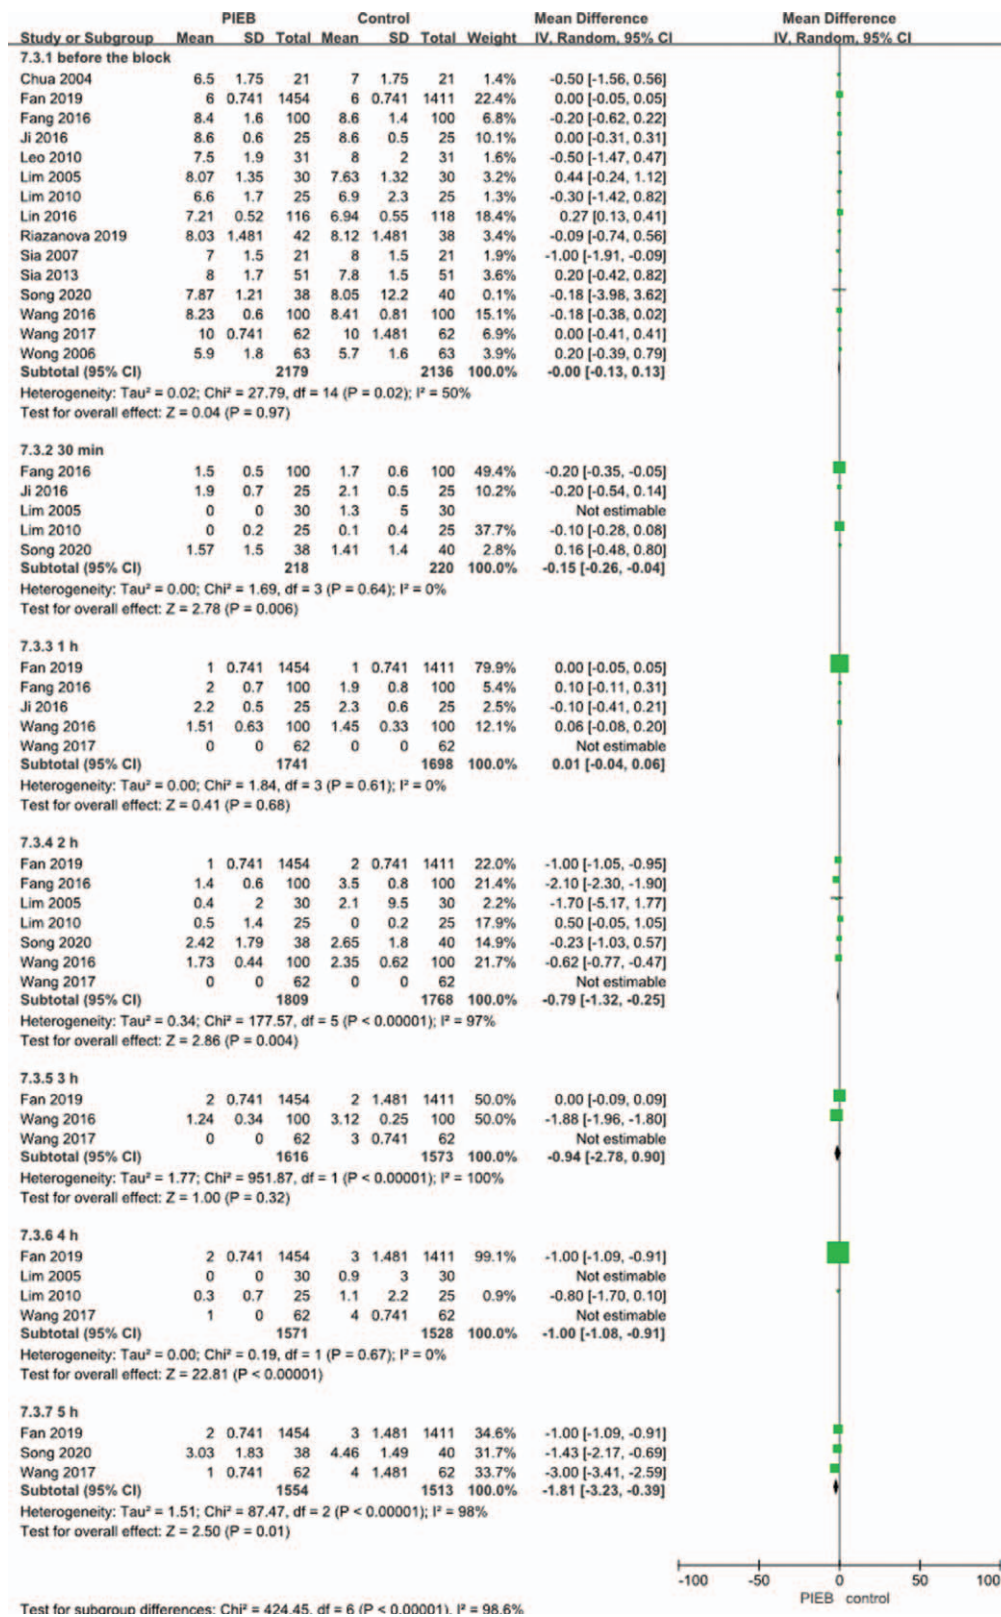 PIEB Control Mean Difference Mean Difference
Study or Subgroup Mean SD Total Mean SD Total Weight IV, Random, 95% CI IV, Random, 95% CI
7.3.1 before the block
Chua 2004 6.5 1.75 21 7 1.75 21 1.4% -0.50 [-1.56, 0.56]
Fan 2019 6 0.741 1454 6 0.741 1411 22.4% 0.00 [-0.05, 0.05]
Fang 2016 8.4 1.6 100 8.6 1.4 100 6.8% -0.20 [-0.62, 0.22]
Ji 2016 8.6 0.6 25 8.6 0.5 25 10.1% 0.00 [-0.31, 0.31]
Leo 2010 7.5 1.9 31 8 2 31 1.6% -0.50 [-1.47, 0.47]
Lim 2005 8.07 1.35 30 7.63 1.32 30 3.2% 0.44 [-0.24, 1.12]
Lim 2010 6.6 1.7 25 6.9 2.3 25 1.3% -0.30 [-1.42, 0.82]
Lin 2016 7.21 0.52 116 6.94 0.55 118 18.4% 0.27 [0.13, 0.41]
Riazanova 2019 8.03 1.481 42 8.12 1.481 38 3.4% -0.09 [-0.74, 0.56]
Sia 2007 7 1.5 21 8 1.5 21 1.9% -1.00 [-1.91, -0.09]
Sia 2013 8 1.7 51 7.8 1.5 51 3.6% 0.20 [-0.42, 0.82]
Song 2020 7.87 1.21 38 8.05 12.2 40 0.1% -0.18 [-3.98, 3.62]
Wang 2016 8.23 0.6 100 8.41 0.81 100 15.1% -0.18 [-0.38, 0.02]
Wang 2017 10 0.741 62 10 1.481 62 6.9% 0.00 [-0.41, 0.41]
Wong 2006 5.9 1.8 63 5.7 1.6 63 3.9% 0.20 [-0.39, 0.79]
Subtotal (95% CI) 2179 2136 100.0% -0.00 [-0.13, 0.13]
Heterogeneity: Tau² = 0.02; Chi² = 27.79, df = 14 (P = 0.02); I² = 50%
Test for overall effect: Z = 0.04 (P = 0.97)
7.3.2 30 min
Fang 2016 1.5 0.5 100 1.7 0.6 100 49.4% -0.20 [-0.35, -0.05]
Ji 2016 1.9 0.7 25 2.1 0.5 25 10.2% -0.20 [-0.54, 0.14]
Lim 2005 0 0 30 1.3 5 30 Not estimable
Lim 2010 0 0.2 25 0.1 0.4 25 37.7% -0.10 [-0.28, 0.08]
Song 2020 1.57 1.5 38 1.41 1.4 40 2.8% 0.16 [-0.48, 0.80]
Subtotal (95% CI) 218 220 100.0% -0.15 [-0.26, -0.04]
Heterogeneity: Tau² = 0.00; Chi² = 1.69, df = 3 (P = 0.64); I² = 0%
Test for overall effect: Z = 2.78 (P = 0.006)
7.3.3 1 h
Fan 2019 1 0.741 1454 1 0.741 1411 79.9% 0.00 [-0.05, 0.05]
Fang 2016 2 0.7 100 1.9 0.8 100 5.4% 0.10 [-0.11, 0.31]
Ji 2016 2.2 0.5 25 2.3 0.6 25 2.5% -0.10 [-0.41, 0.21]
Wang 2016 1.51 0.63 100 1.45 0.33 100 12.1% 0.06 [-0.08, 0.20]
Wang 2017 0 0 62 0 0 62 Not estimable
Subtotal (95% CI) 1741 1698 100.0% 0.01 [-0.04, 0.06]
Heterogeneity: Tau² = 0.00; Chi² = 1.84, df = 3 (P = 0.61); I² = 0%
Test for overall effect: Z = 0.41 (P = 0.68)
7.3.4 2 h
Fan 2019 1 0.741 1454 2 0.741 1411 22.0% -1.00 [-1.05, -0.95]
Fang 2016 1.4 0.6 100 3.5 0.8 100 21.4% -2.10 [-2.30, -1.90]
Lim 2005 0.4 2 30 2.1 9.5 30 2.2% -1.70 [-5.17, 1.77]
Lim 2010 0.5 1.4 25 0 0.2 25 17.9% 0.50 [-0.05, 1.05]
Song 2020 2.42 1.79 38 2.65 1.8 40 14.9% -0.23 [-1.03, 0.57]
Wang 2016 1.73 0.44 100 2.35 0.62 100 21.7% -0.62 [-0.77, -0.47]
Wang 2017 0 0 62 0 0 62 Not estimable
Subtotal (95% CI) 1809 1768 100.0% -0.79 [-1.32, -0.25]
Heterogeneity: Tau² = 0.34; Chi² = 177.57, df = 5 (P < 0.00001); I² = 97%
Test for overall effect: Z = 2.86 (P = 0.004)
7.3.5 3 h
Fan 2019 2 0.741 1454 2 1.481 1411 50.0% 0.00 [-0.09, 0.09]
Wang 2016 1.24 0.34 100 3.12 0.25 100 50.0% -1.88 [-1.96, -1.80]
Wang 2017 0 0 62 3 0.741 62 Not estimable
Subtotal (95% CI) 1616 1573 100.0% -0.94 [-2.78, 0.90]
Heterogeneity: Tau² = 1.77; Chi² = 951.87, df = 1 (P < 0.00001); I² = 100%
Test for overall effect: Z = 1.00 (P = 0.32)
7.3.6 4 h
Fan 2019 2 0.741 1454 3 1.481 1411 99.1% -1.00 [-1.09, -0.91]
Lim 2005 0 0 30 0.9 3 30 Not estimable
Lim 2010 0.3 0.7 25 1.1 2.2 25 0.9% -0.80 [-1.70, 0.10]
Wang 2017 1 0 62 4 0.741 62 Not estimable
Subtotal (95% CI) 1571 1528 100.0% -1.00 [-1.08, -0.91]
Heterogeneity: Tau² = 0.00; Chi² = 0.19, df = 1 (P = 0.67); I² = 0%
Test for overall effect: Z = 22.81 (P < 0.00001)
7.3.7 5 h
Fan 2019 2 0.741 1454 3 1.481 1411 34.6% -1.00 [-1.09, -0.91]
Song 2020 3.03 1.83 38 4.46 1.49 40 31.7% -1.43 [-2.17, -0.69]
Wang 2017 1 0.741 62 4 1.481 62 33.7% -3.00 [-3.41, -2.59]
Subtotal (95% CI) 1554 1513 100.0% -1.81 [-3.23, -0.39]
Heterogeneity: Tau² = 1.51; Chi² = 87.47, df = 2 (P < 0.00001); I² = 98%
Test for overall effect: Z = 2.50 (P = 0.01)
-100 -50 0 50 100
PIEB control
Test for subgroup differences: Chi² = 424.45, df = 6 (P < 0.00001), I² = 98.6%